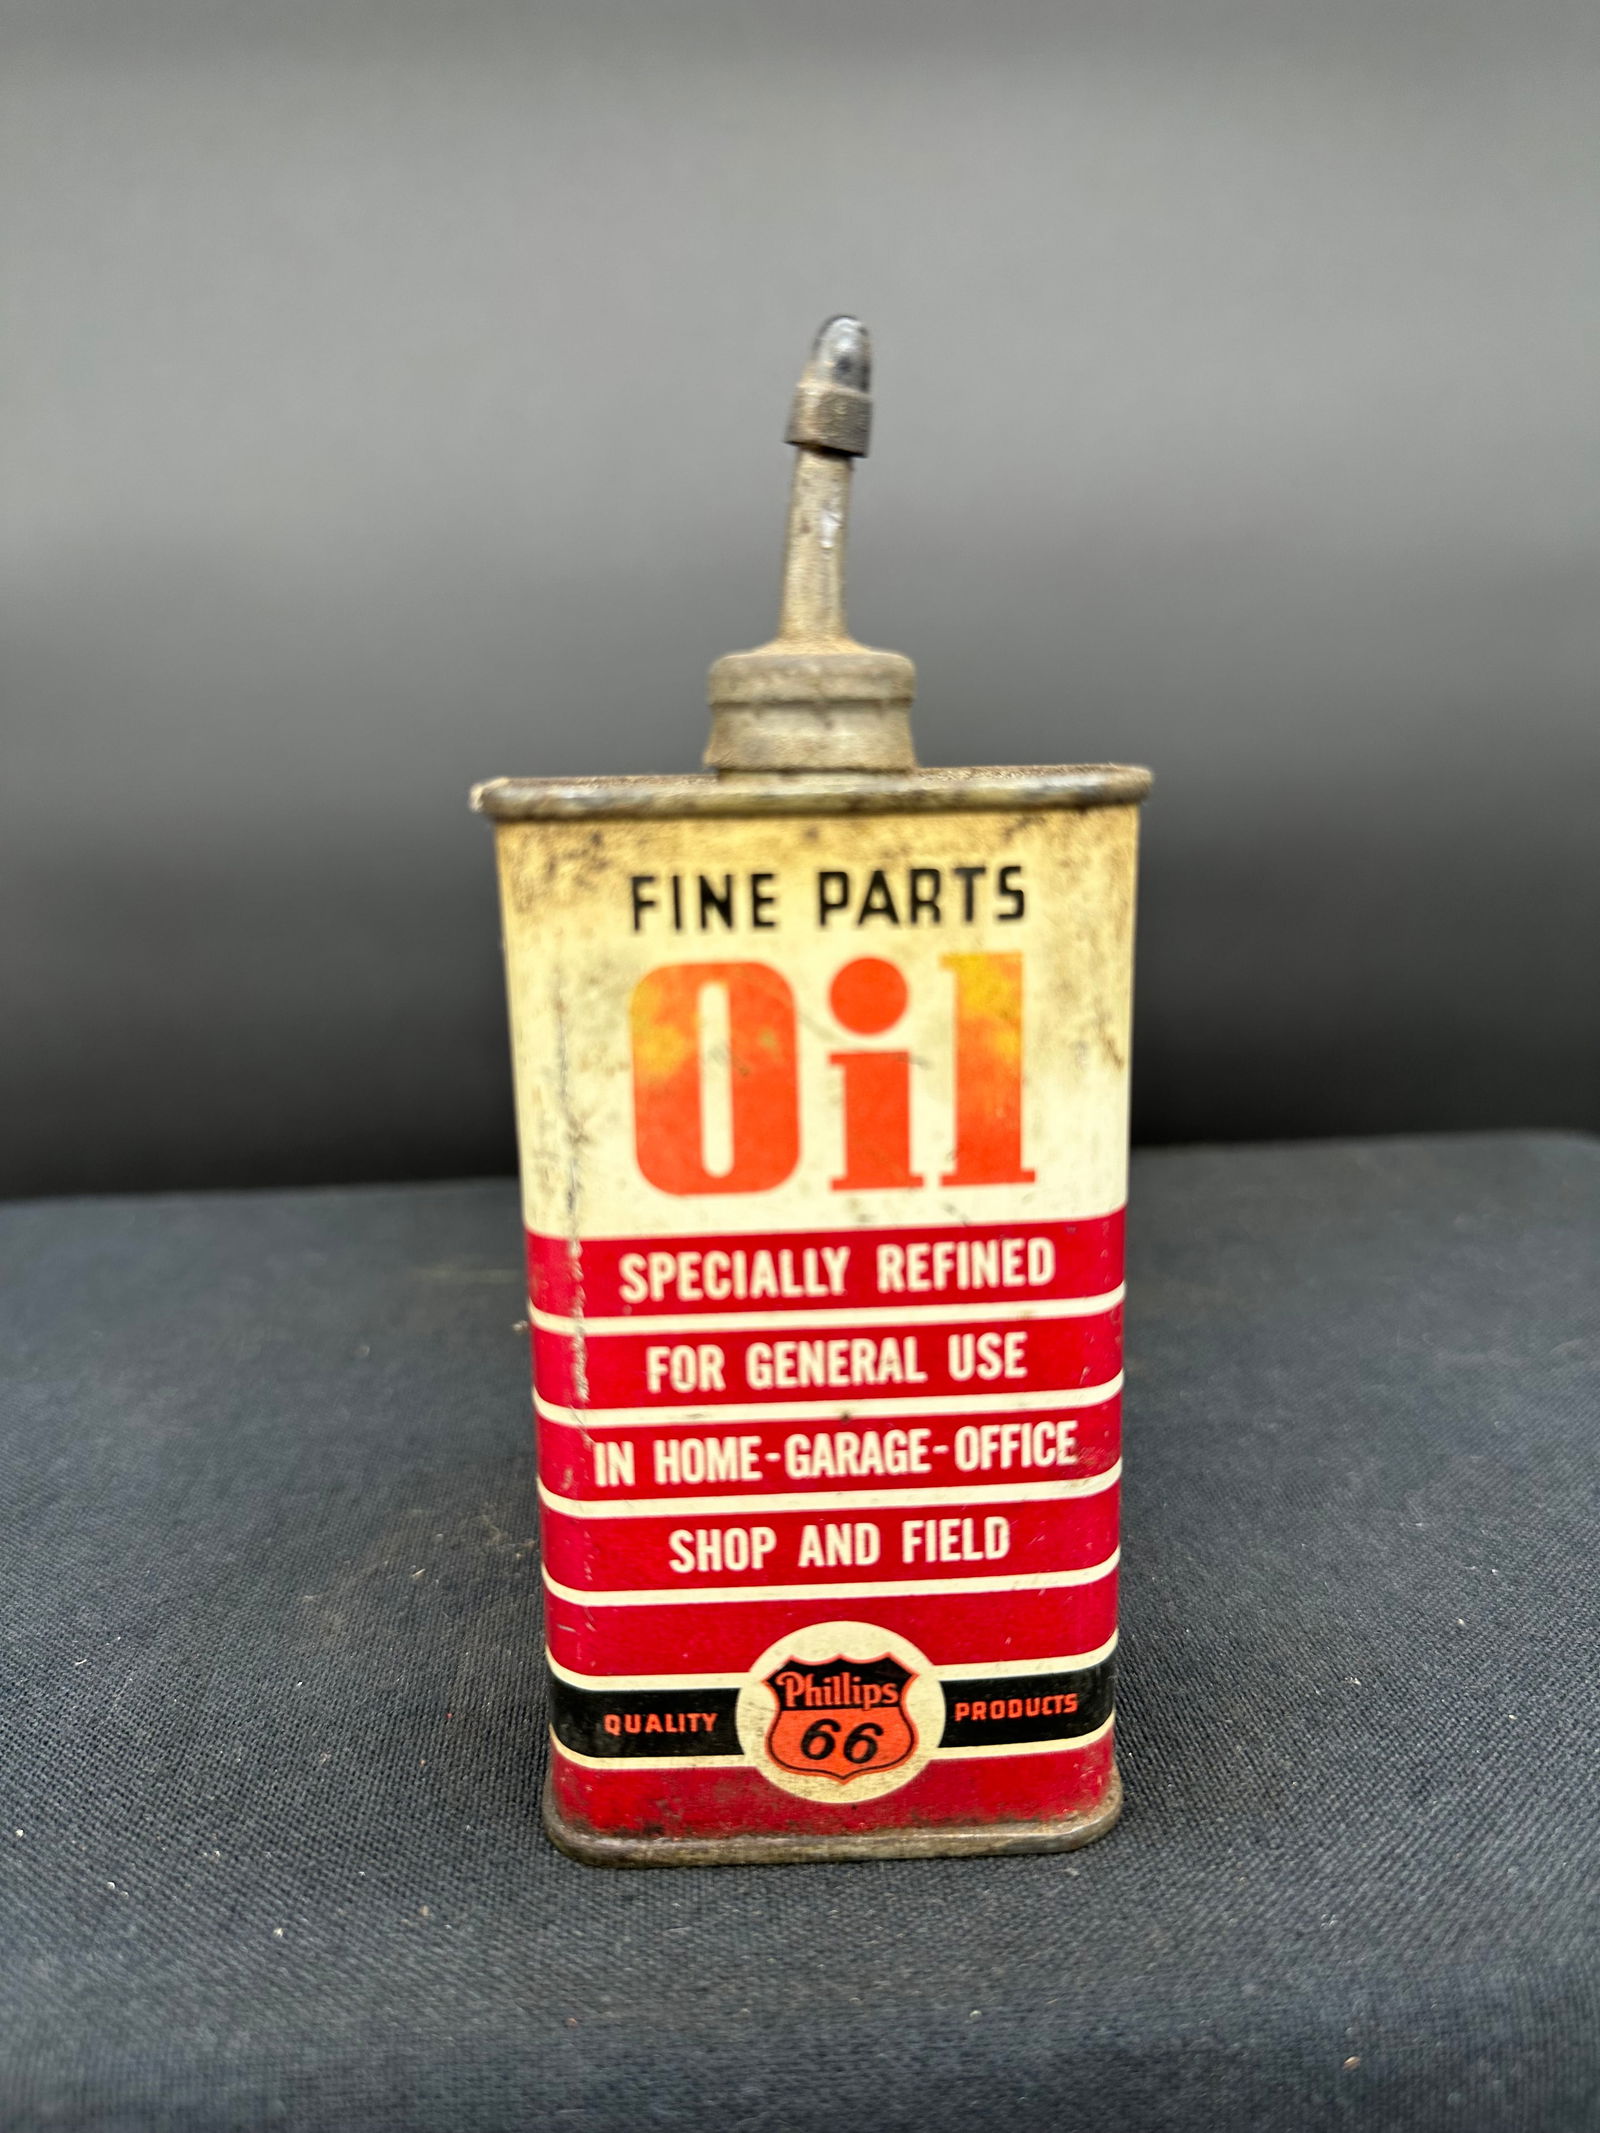 FINE PARTS
Oil
SPECIALLY REFINED
FOR GENERAL USE
IN HOME-GARAGE-OFFICE
SHOP AND FIELD
QUALITY Phillips 66 PRODUCTS